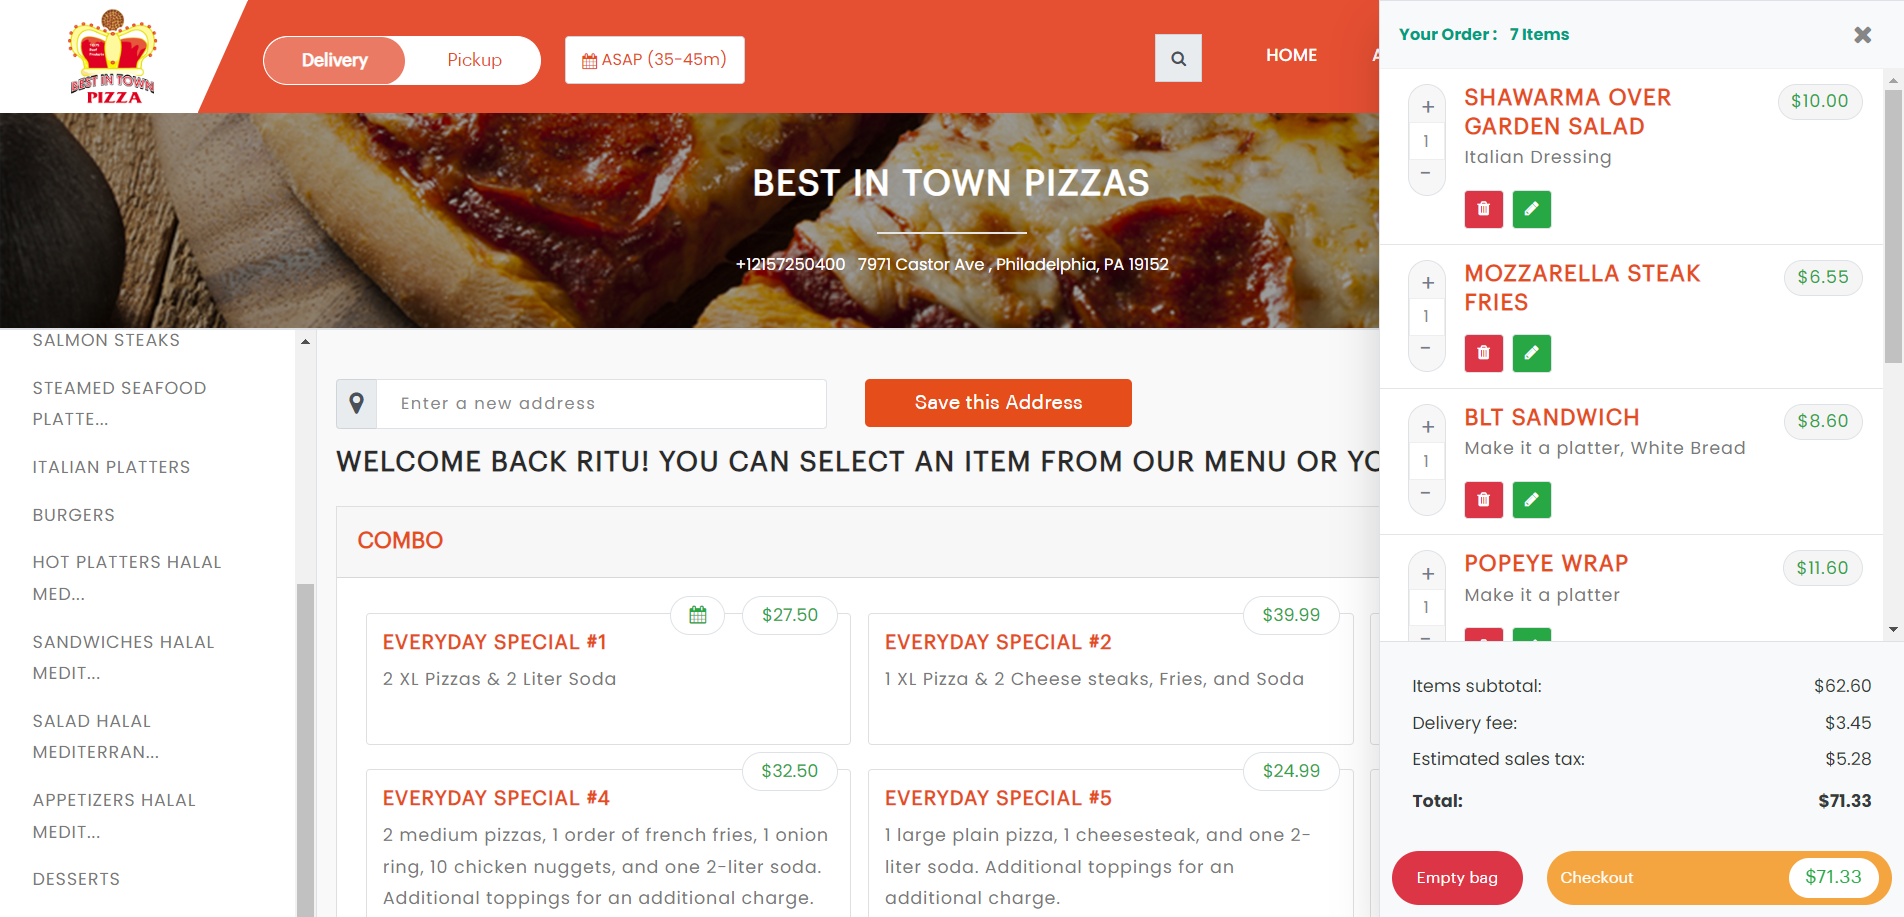 BEST IN TOWN
PIZZA
Delivery
Pickup
ASAP (35-45m)
HOME
BEST IN TOWN PIZZAS
+12157250400 7971 Castor Ave , Philadelphia, PA 19152
SALMON STEAKS
STEAMED SEAFOOD
PLATTE...
ITALIAN PLATTERS
BURGERS
HOT PLATTERS HALAL
MED...
SANDWICHES HALAL
MEDIT...
SALAD HALAL
MEDITERRAN...
APPETIZERS HALAL
MEDIT...
DESSERTS
Enter a new address
Save this Address
WELCOME BACK RITU! YOU CAN SELECT AN ITEM FROM OUR MENU OR YO
COMBO
$27.50
EVERYDAY SPECIAL #1
2 XL Pizzas & 2 Liter Soda
$39.99
EVERYDAY SPECIAL #2
1 XL Pizza & 2 Cheese steaks, Fries, and Soda
$32.50
EVERYDAY SPECIAL #4
2 medium pizzas, 1 order of french fries, 1 onion
ring, 10 chicken nuggets, and one 2-liter soda.
Additional toppings for an additional charge.
$24.99
EVERYDAY SPECIAL #5
1 large plain pizza, 1 cheesesteak, and one 2-
liter soda. Additional toppings for an
additional charge.
Your Order : 7 Items
+
1
−
SHAWARMA OVER
GARDEN SALAD
Italian Dressing
$10.00
+
1
−
MOZZARELLA STEAK
FRIES
$6.55
+
1
−
BLT SANDWICH
Make it a platter, White Bread
$8.60
+
1
−
POPEYE WRAP
Make it a platter
$11.60
Items subtotal: $62.60
Delivery fee: $3.45
Estimated sales tax: $5.28
Total: $71.33
Empty bag
Checkout $71.33